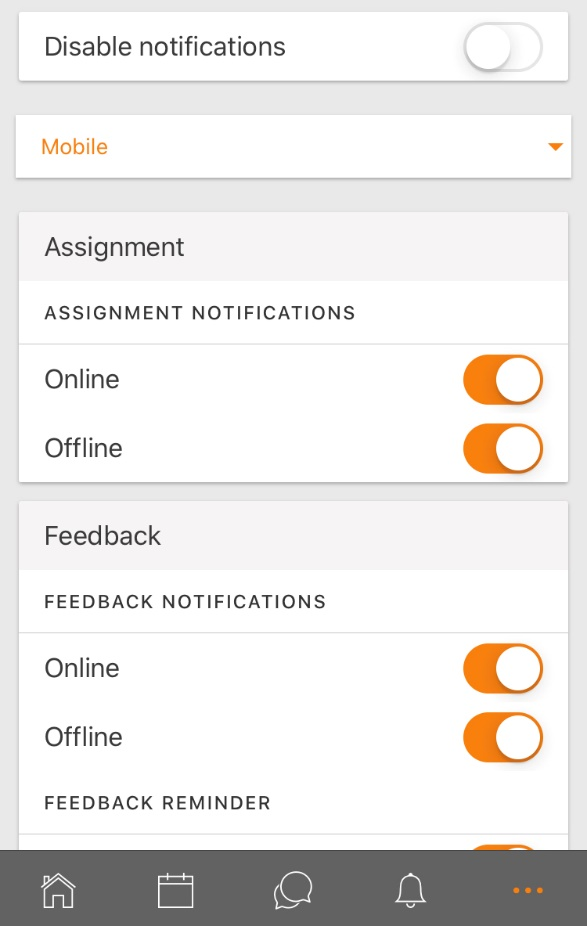 Disable notifications
Mobile
Assignment
ASSIGNMENT NOTIFICATIONS
Online
Offline
Feedback
FEEDBACK NOTIFICATIONS
Online
Offline
FEEDBACK REMINDER